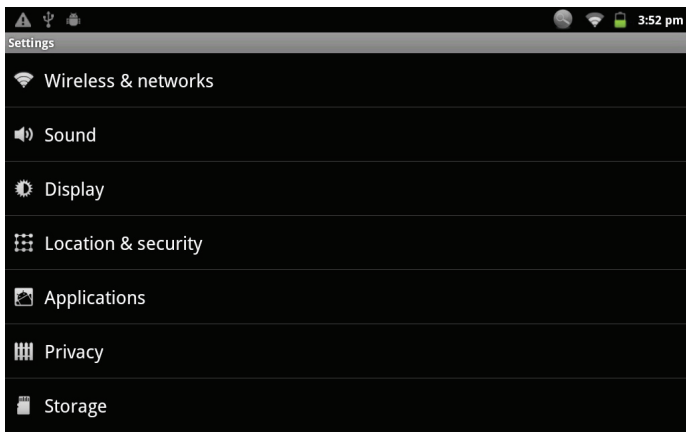 3:52 pm
Settings
Wireless & networks
Sound
Display
Location & security
Applications
Privacy
Storage